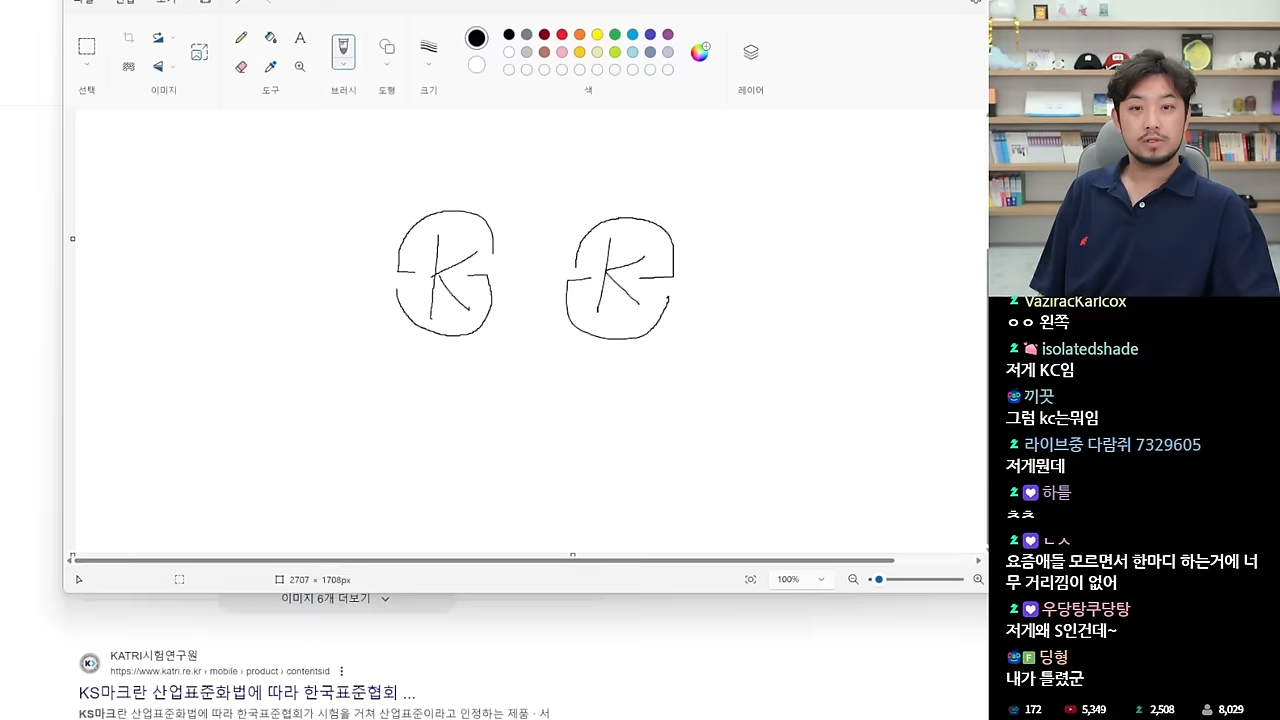 선택
이미지
도구
브러시
도형
크기
색
레이어
A
K
K
2707 × 1708px
100%
이미지 6개 더보기
KATRI시험연구원
https://www.katri.re.kr › mobile › product › contentsid
KS마크란 산업표준화법에 따라 한국표준협회 ...
KS마크란 산업표준화법에 따라 한국표준협회가 시험을 거쳐 산업표준이라고 인정하는 제품 · 서
VaziracKarlcox
ㅇㅇ 왼쪽
isolatedshade
저게 KC임
끼끗
그럼 kc는뭐임
라이브중 다람쥐 7329605
저게뭔데
하틀
ㅊㅊ
ㄴㅅ
요즘애들 모르면서 한마디 하는거에 너
무 거리낌이 없어
우당탕쿠당탕
저게왜 S인건데~
딩형
내가 틀렸군
172 5,349 2,508 8,029